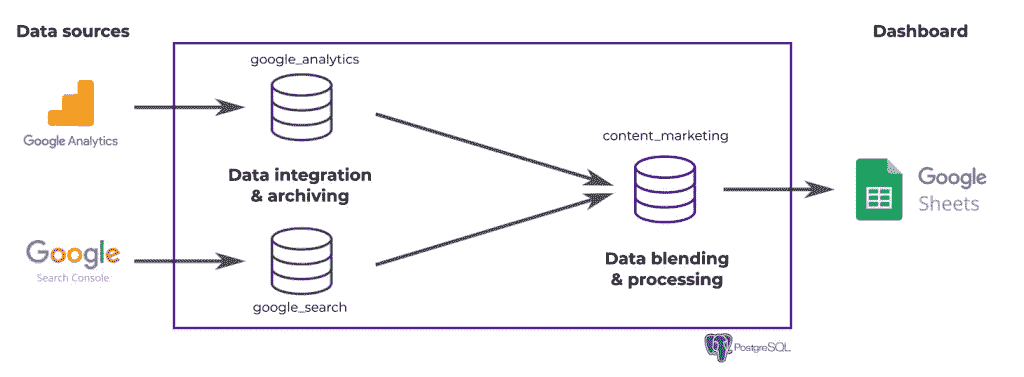 Data sources
Dashboard
google_analytics
Google Analytics
content_marketing
Data integration
& archiving
Google
Sheets
Google
Search Console
Data blending
& processing
google_search
PostgreSQL